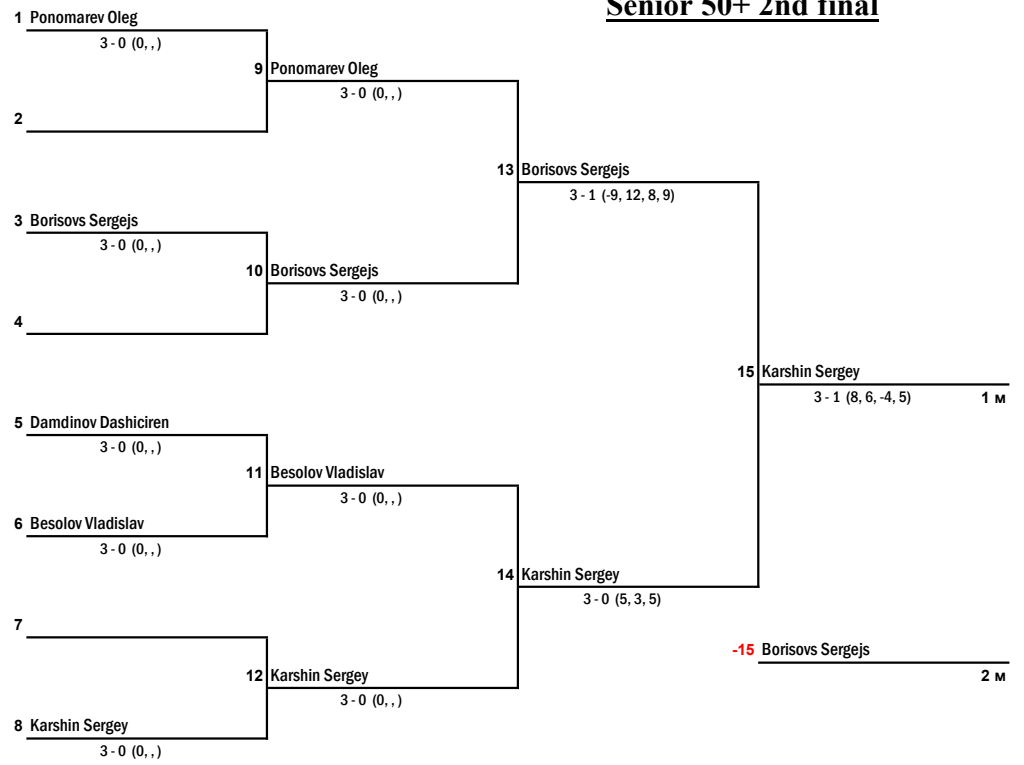 Senior 50+ 2nd final
1 Ponomarev Oleg
3 - 0 (0, , )
9 Ponomarev Oleg
3 - 0 (0, , )
2
13 Borisovs Sergejs
3 - 1 (-9, 12, 8, 9)
3 Borisovs Sergejs
3 - 0 (0, , )
10 Borisovs Sergejs
3 - 0 (0, , )
4
15 Karshin Sergey
3 - 1 (8, 6, -4, 5) 1 м
5 Damdinov Dashiciren
3 - 0 (0, , )
11 Besolov Vladislav
3 - 0 (0, , )
6 Besolov Vladislav
3 - 0 (0, , )
14 Karshin Sergey
3 - 0 (5, 3, 5)
7
-15 Borisovs Sergejs
2 м
12 Karshin Sergey
3 - 0 (0, , )
8 Karshin Sergey
3 - 0 (0, , )